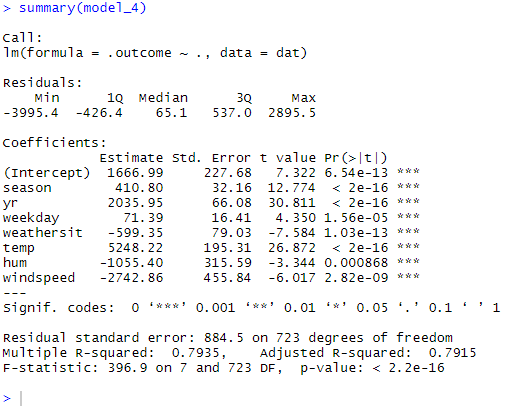 > summary(model_4)
Call:
lm(formula = .outcome ~ ., data = dat)
Residuals:
    Min      1Q  Median      3Q     Max
-3995.4  -426.4    65.1   537.0  2895.5
Coefficients:
            Estimate Std. Error t value Pr(>|t|)
(Intercept)  1666.99     227.68   7.322 6.54e-13 ***
season        410.80      32.16  12.774  < 2e-16 ***
yr           2035.95      66.08  30.811  < 2e-16 ***
weekday        71.39      16.41   4.350 1.56e-05 ***
weathersit   -599.35      79.03  -7.584 1.03e-13 ***
temp         5248.22     195.31  26.872  < 2e-16 ***
hum         -1055.40     315.59  -3.344 0.000868 ***
windspeed   -2742.86     455.84  -6.017 2.82e-09 ***
---
Signif. codes:  0 ‘***’ 0.001 ‘**’ 0.01 ‘*’ 0.05 ‘.’ 0.1 ‘ ’ 1
Residual standard error: 884.5 on 723 degrees of freedom
Multiple R-squared:  0.7935,    Adjusted R-squared:  0.7915
F-statistic: 396.9 on 7 and 723 DF,  p-value: < 2.2e-16
>